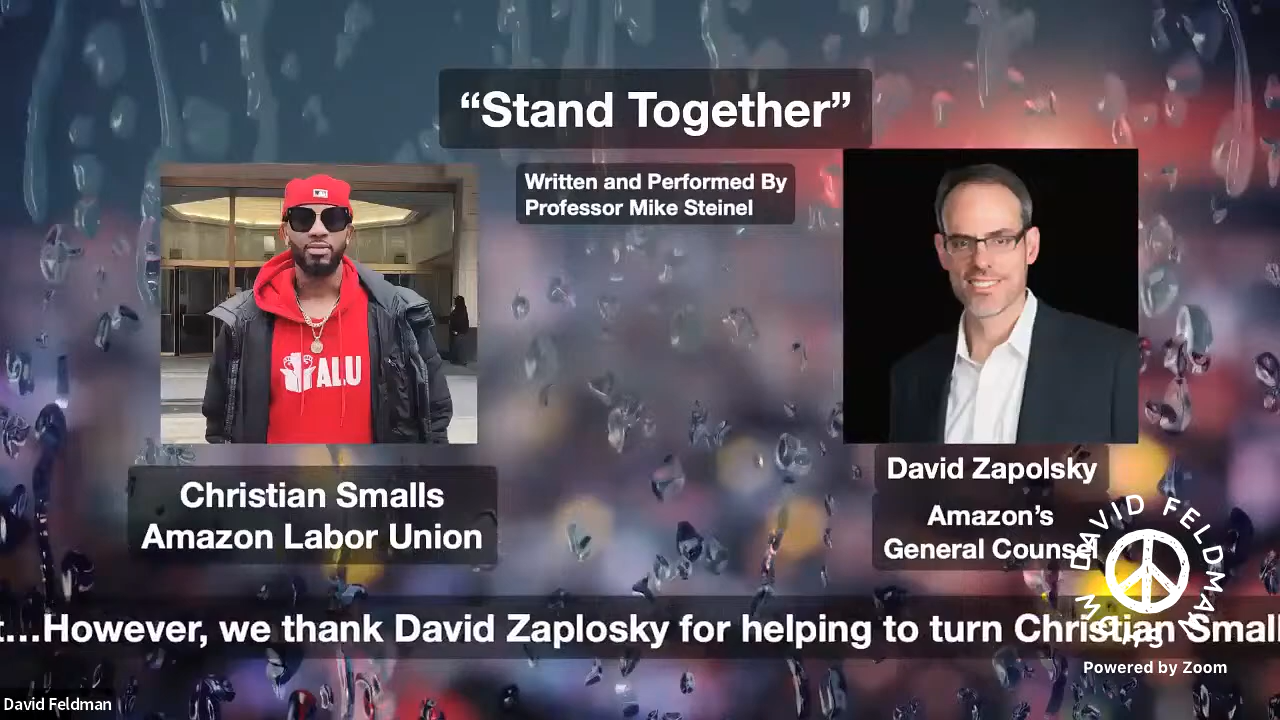 “Stand Together”
Written and Performed By
Professor Mike Steinel
ALU
Christian Smalls
Amazon Labor Union
David Zapolsky
Amazon’s
General Counsel
DAVID FELDMAN SHOW
t...However, we thank David Zaplosky for helping to turn Christian Small
Powered by Zoom
David Feldman